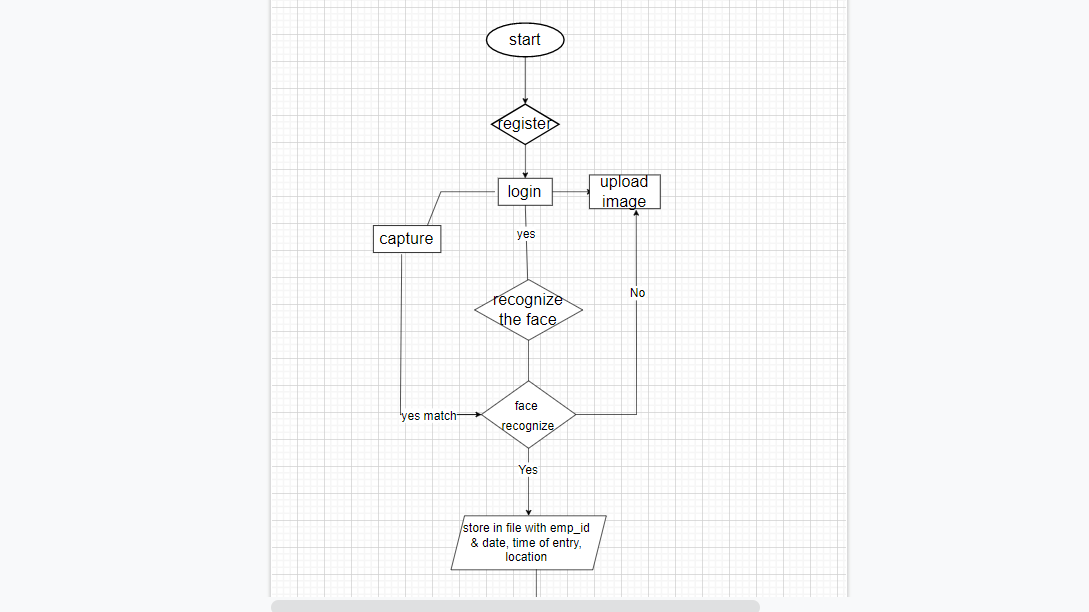 start
register
login
upload
image
yes
capture
No
recognize
the face
face
recognize
yes match
Yes
store in file with emp_id
& date, time of entry,
location